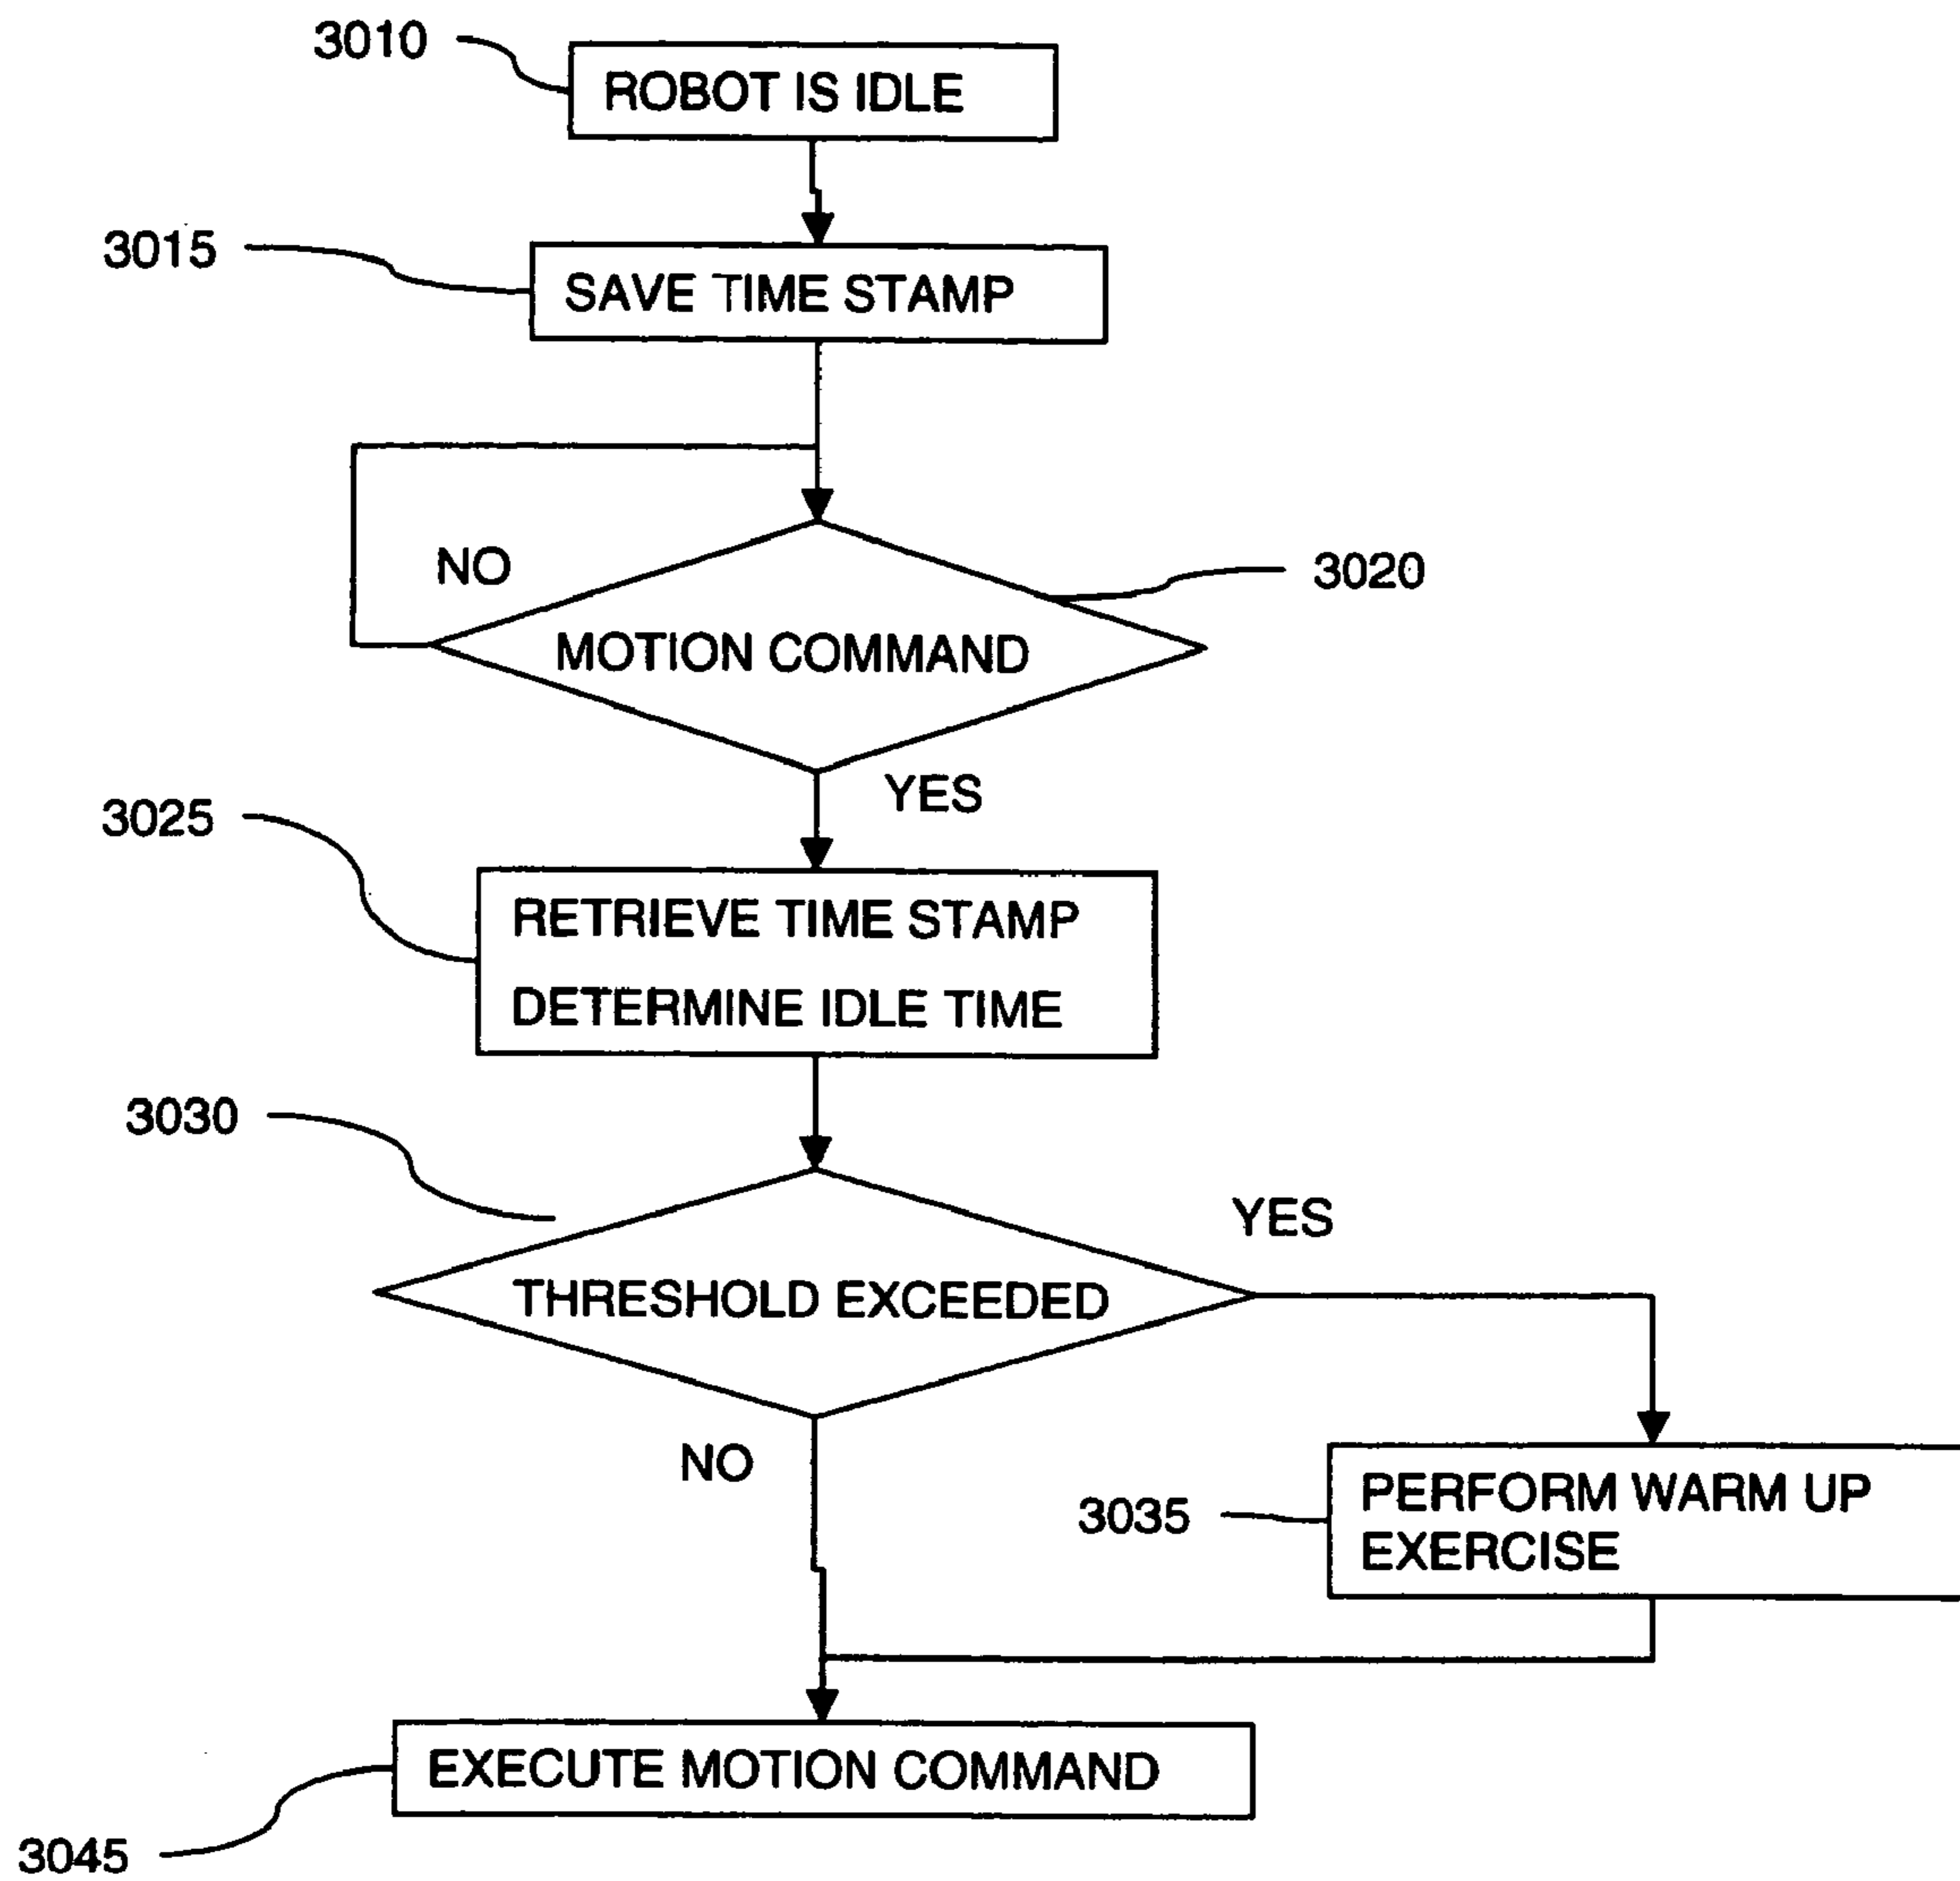 3010
ROBOT IS IDLE
3015
SAVE TIME STAMP
NO
3020
MOTION COMMAND
YES
3025
RETRIEVE TIME STAMP
DETERMINE IDLE TIME
3030
YES
THRESHOLD EXCEEDED
NO
3035
PERFORM WARM UP
EXERCISE
EXECUTE MOTION COMMAND
3045